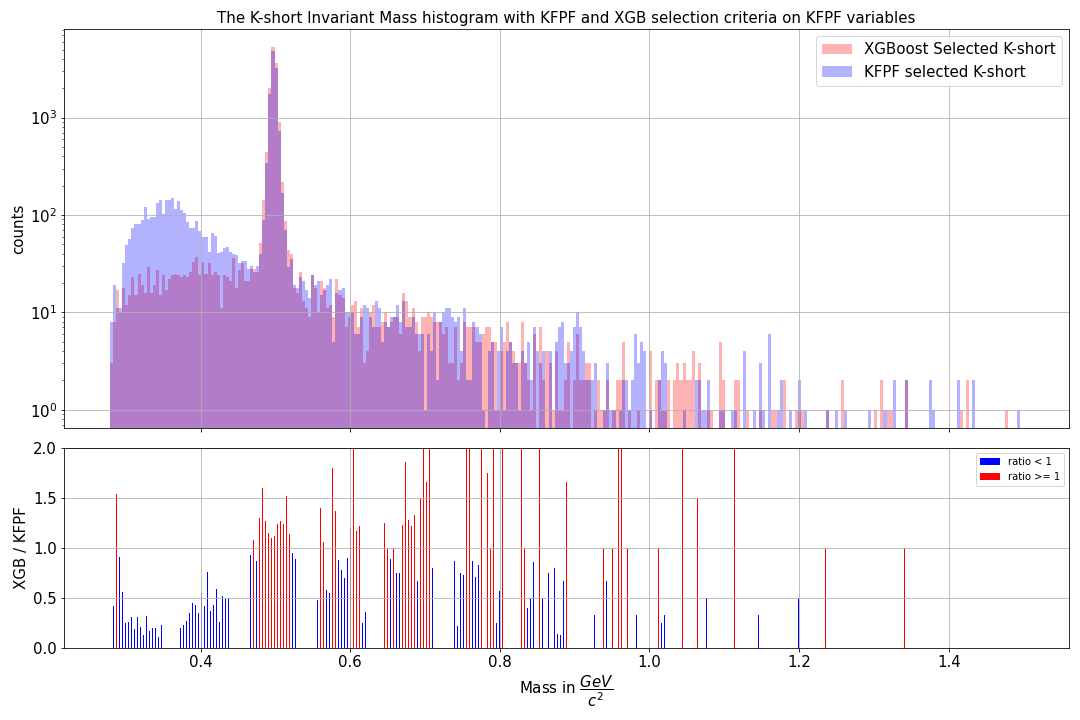 The K-short Invariant Mass histogram with KFPF and XGB selection criteria on KFPF variables
XGBoost Selected K-short
KFPF selected K-short
counts
10³
10²
10¹
10⁰
ratio < 1
ratio >= 1
XGB / KFPF
2.0
1.5
1.0
0.5
0.0
0.4 0.6 0.8 1.0 1.2 1.4
Mass in GeV/c²